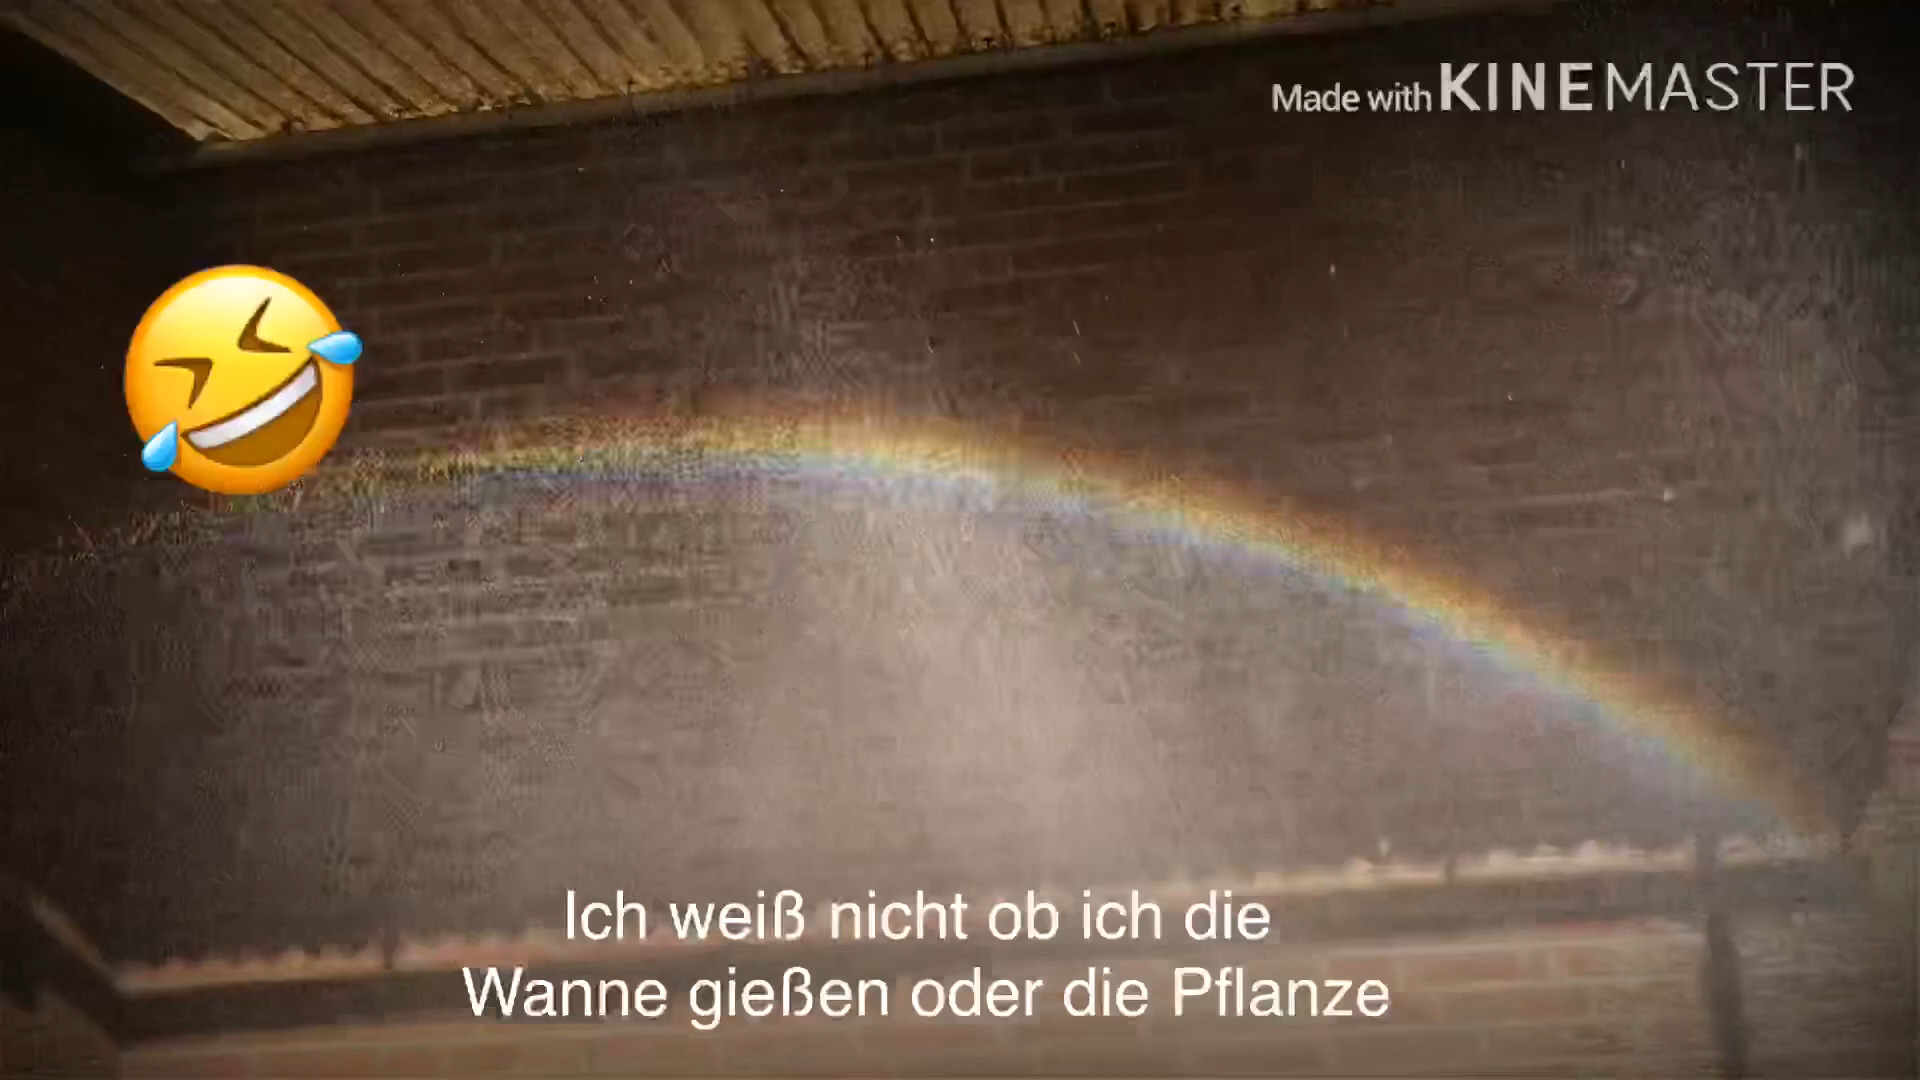 Made with KINEMASTER
Ich weiß nicht ob ich die
Wanne gießen oder die Pflanze